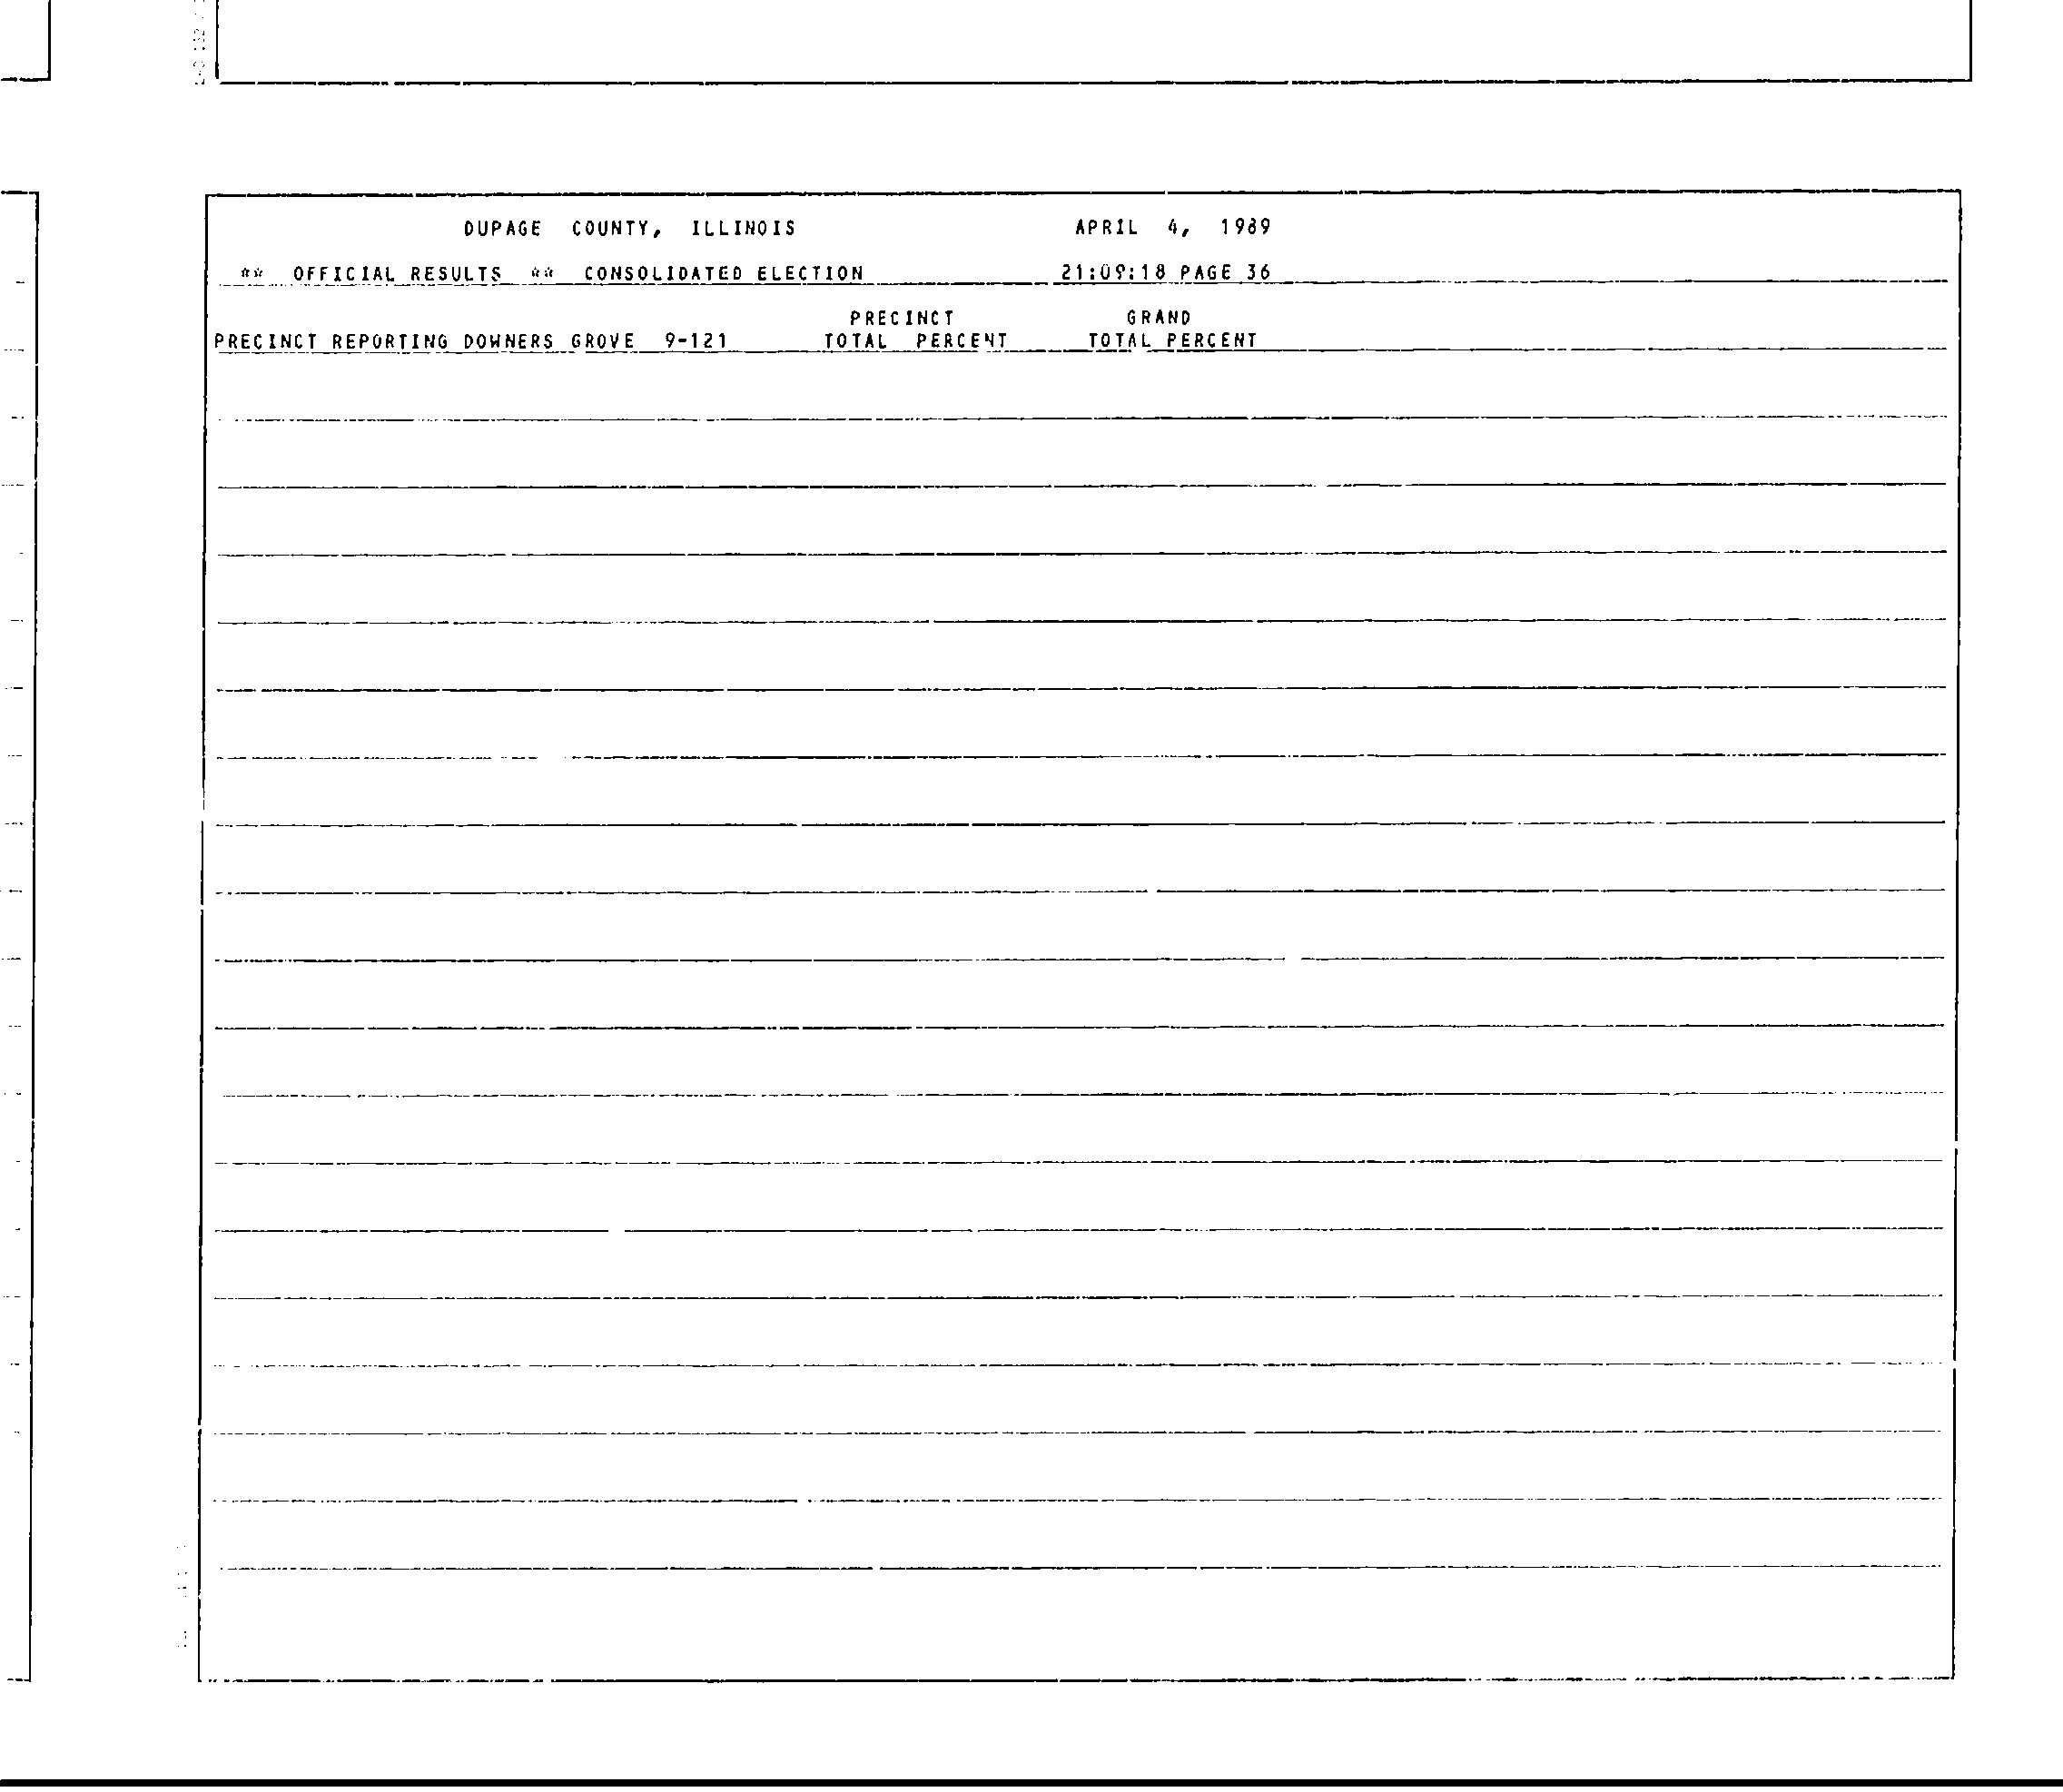 DUPAGE COUNTY, ILLINOIS APRIL 4, 1989
** OFFICIAL RESULTS ** CONSOLIDATED ELECTION 21:09:18 PAGE 36
PRECINCT GRAND
PRECINCT REPORTING DOWNERS GROVE 9-121 TOTAL PERCENT TOTAL PERCENT